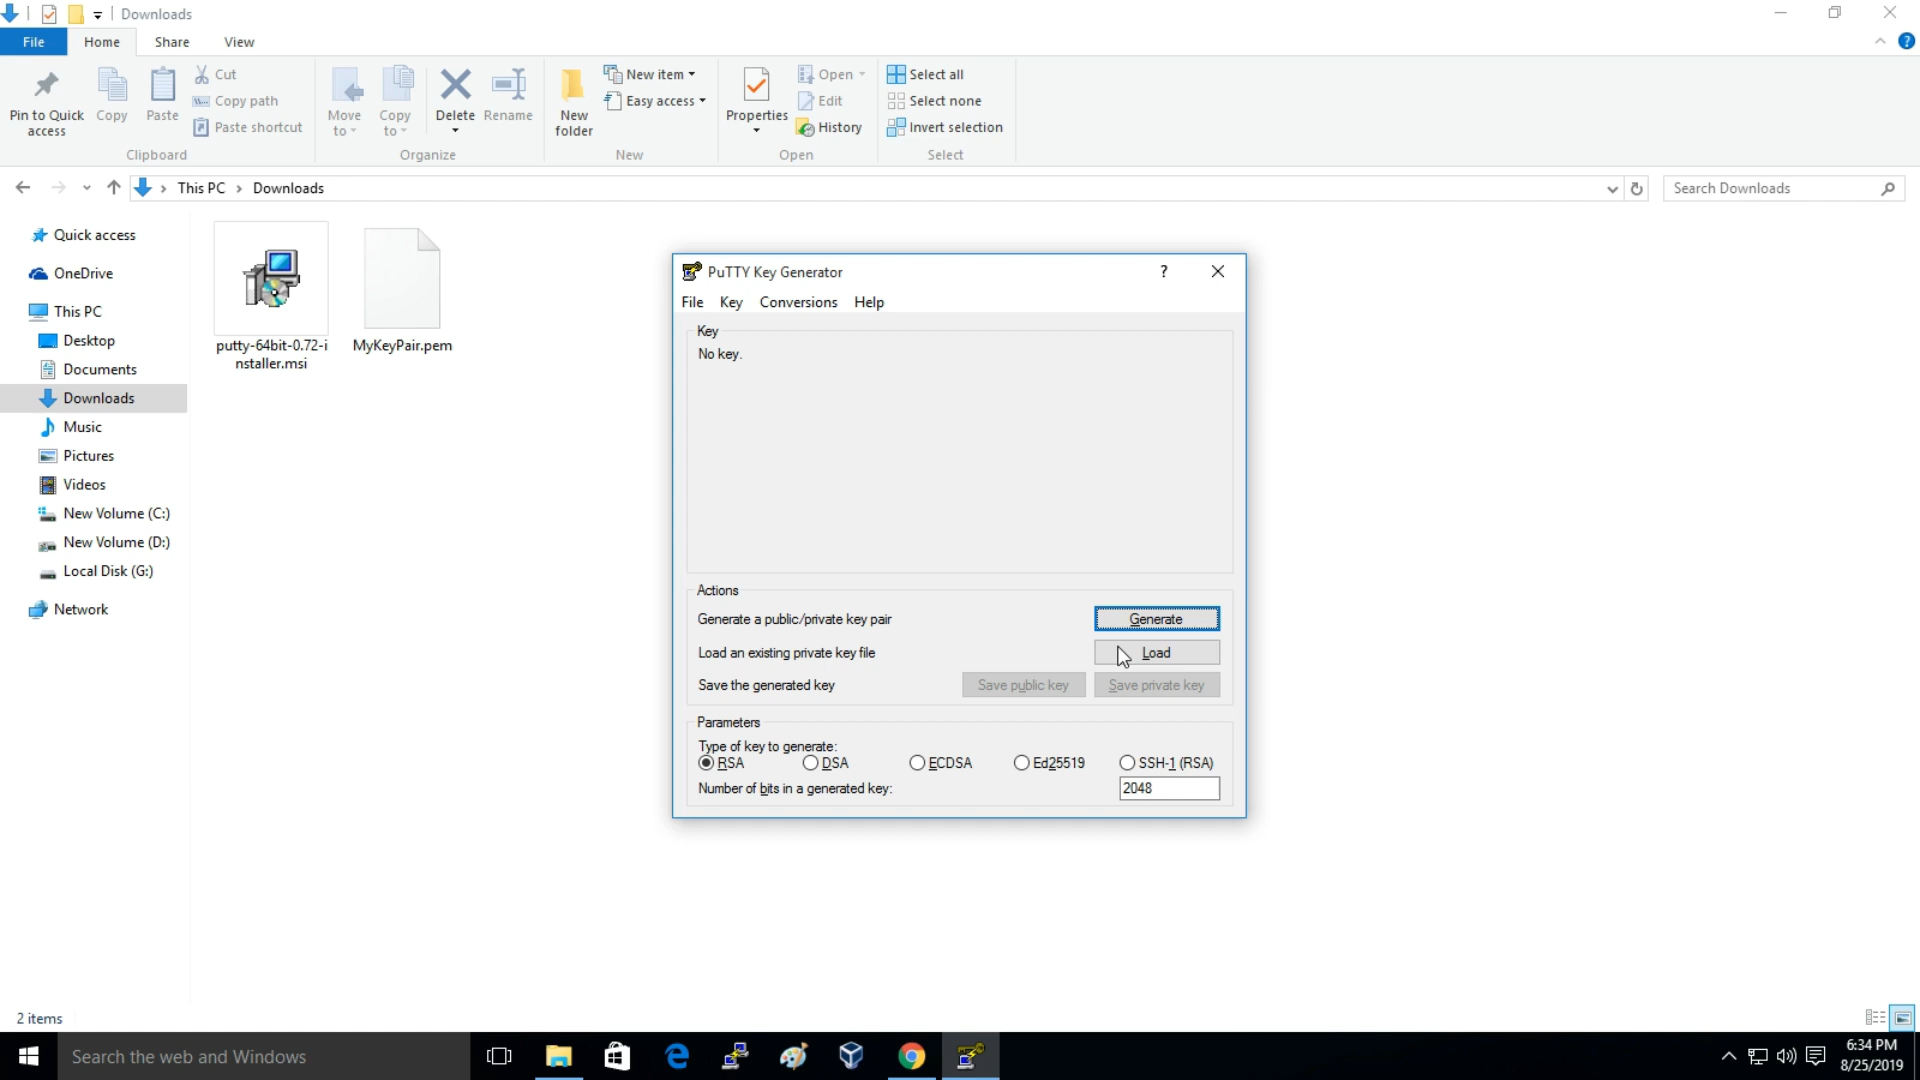 Downloads
File
Home
Share
View
Pin to Quick
access
Copy
Paste
Cut
Copy path
Paste shortcut
Clipboard
Move
to
Copy
to
Delete
Rename
Organize
New
folder
New item
Easy access
New
Properties
Open
Edit
History
Open
Select all
Select none
Invert selection
Select
This PC
Downloads
Search Downloads
Quick access
OneDrive
This PC
Desktop
Documents
Downloads
Music
Pictures
Videos
New Volume (C:)
New Volume (D:)
Local Disk (G:)
Network
putty-64bit-0.72-i
nstaller.msi
MyKeyPair.pem
PuTTY Key Generator
?
File
Key
Conversions
Help
Key
No key.
Actions
Generate a public/private key pair
Generate
Load an existing private key file
Load
Save the generated key
Save public key
Save private key
Parameters
Type of key to generate:
RSA
DSA
ECDSA
Ed25519
SSH-1 (RSA)
Number of bits in a generated key:
2048
2 items
Search the web and Windows
6:34 PM
8/25/2019